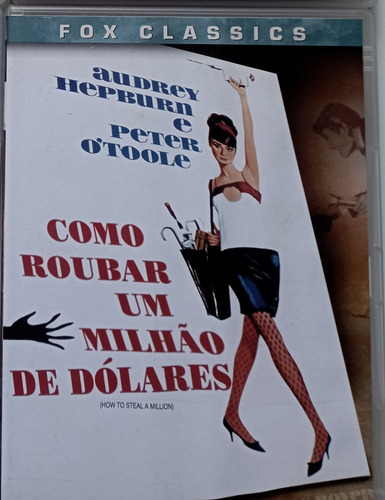 FOX CLASSICS
AUDREY
HEPBURN
e
PETER
O'TOOLE
COMO
ROUBAR
UM
MILHÃO
DE DÓLARES
(HOW TO STEAL A MILLION)